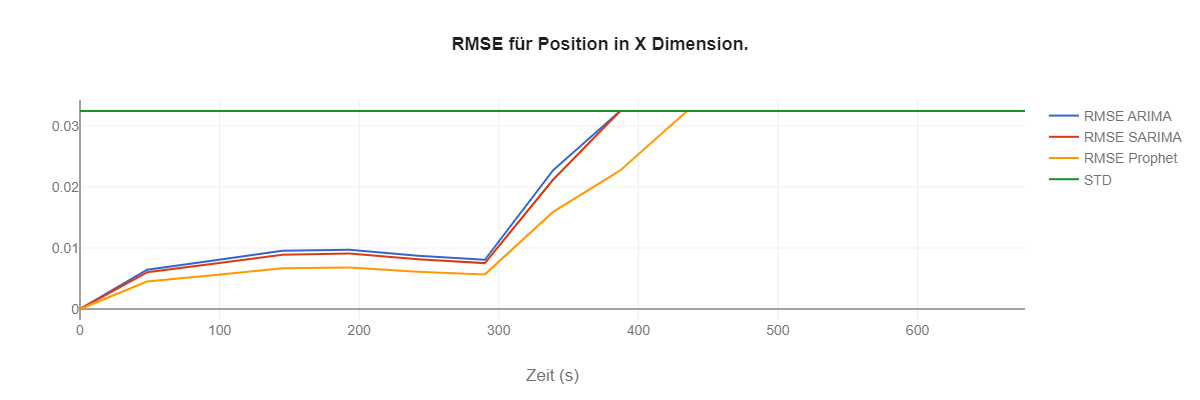 RMSE für Position in X Dimension.
0.03
0.02
0.01
0
0 100 200 300 400 500 600
Zeit (s)
RMSE ARIMA
RMSE SARIMA
RMSE Prophet
STD